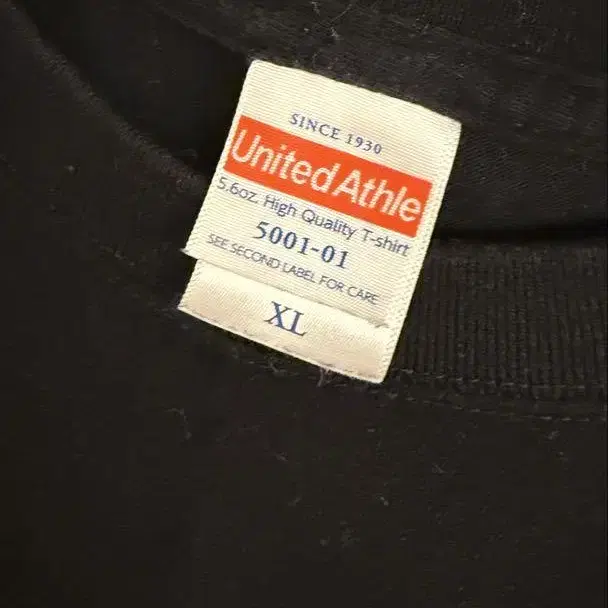 SINCE 1930
United Athle
5.6oz. High Quality T-shirt
5001-01
SEE SECOND LABEL FOR CARE
XL